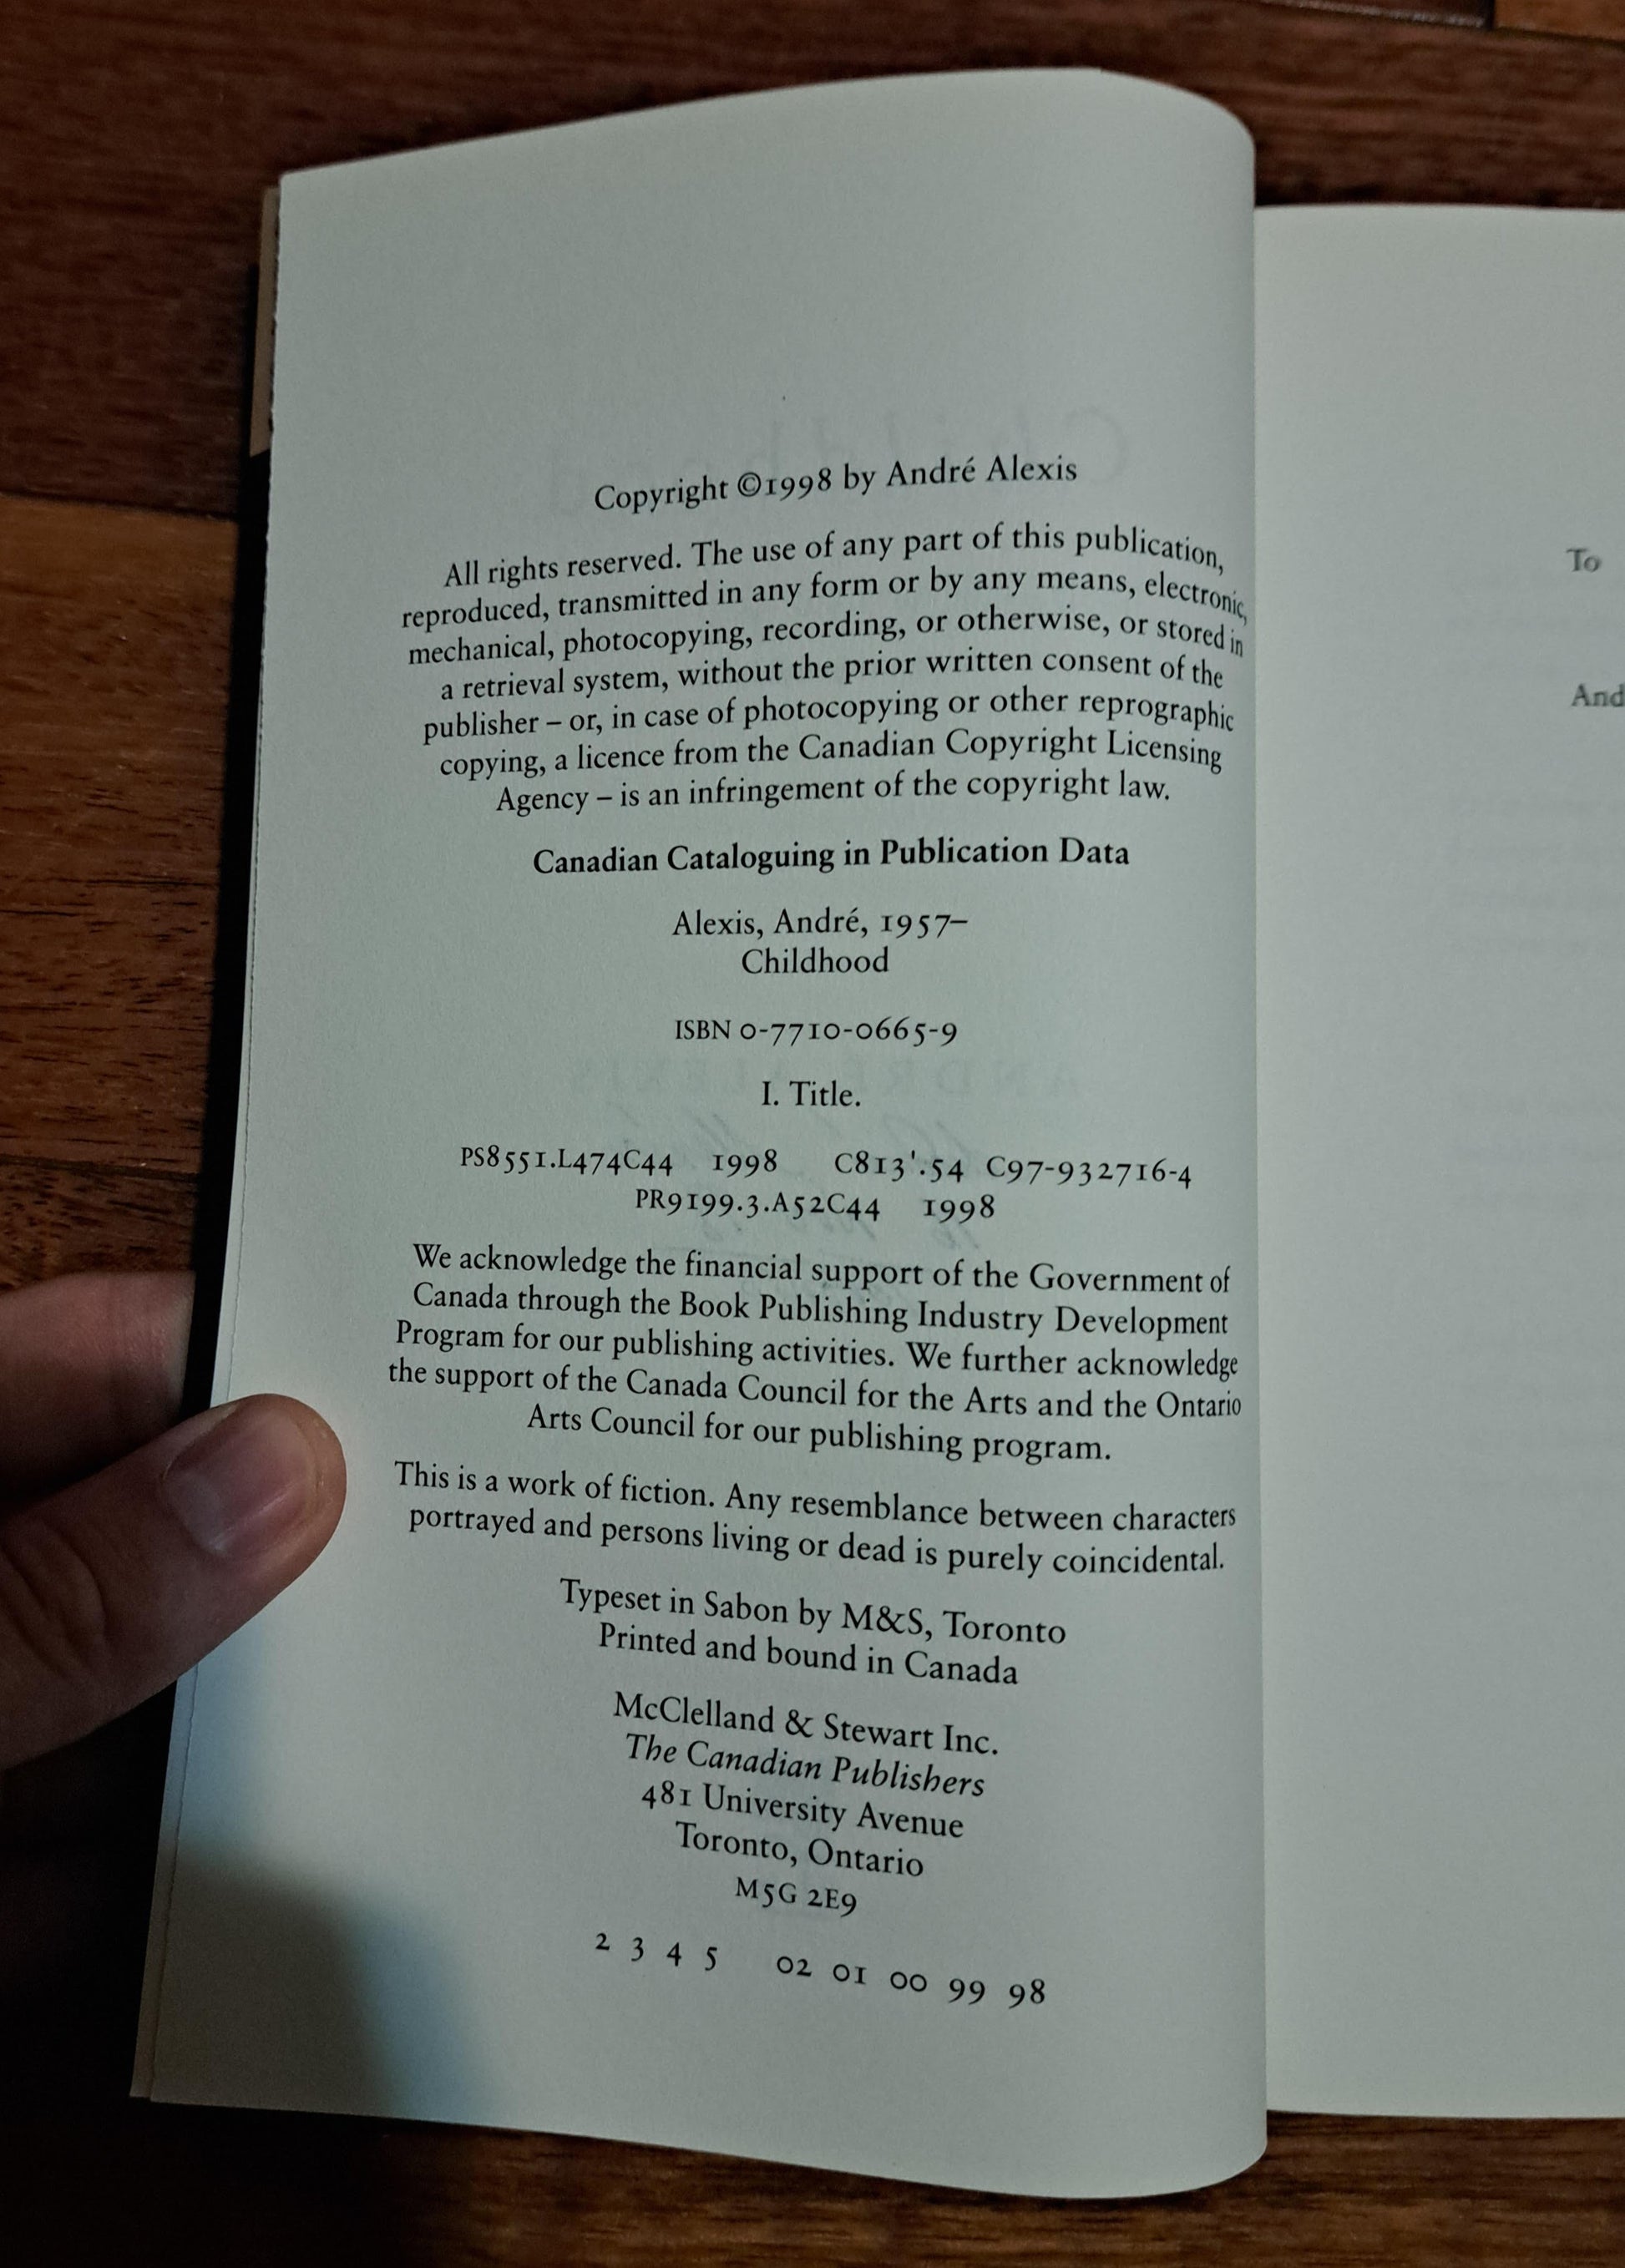 Copyright ©1998 by André Alexis
All rights reserved. The use of any part of this publication,
reproduced, transmitted in any form or by any means, electronic,
mechanical, photocopying, recording, or otherwise, or stored in
a retrieval system, without the prior written consent of the
publisher – or, in case of photocopying or other reprographic
copying, a licence from the Canadian Copyright Licensing
Agency – is an infringement of the copyright law.
Canadian Cataloguing in Publication Data
Alexis, André, 1957–
Childhood
ISBN 0-7710-0665-9
I. Title.
PS8551.L474C44 1998 C813'.54 C97-932716-4
PR9199.3.A52C44 1998
We acknowledge the financial support of the Government of
Canada through the Book Publishing Industry Development
Program for our publishing activities. We further acknowledge
the support of the Canada Council for the Arts and the Ontario
Arts Council for our publishing program.
This is a work of fiction. Any resemblance between characters
portrayed and persons living or dead is purely coincidental.
Typeset in Sabon by M&S, Toronto
Printed and bound in Canada
McClelland & Stewart Inc.
The Canadian Publishers
481 University Avenue
Toronto, Ontario
M5G 2E9
2 3 4 5 02 01 00 99 98
To
And